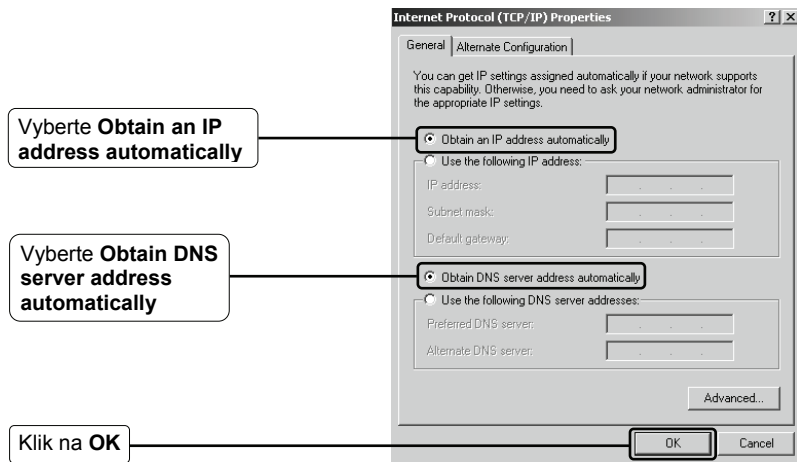 Internet Protocol (TCP/IP) Properties
General
Alternate Configuration
You can get IP settings assigned automatically if your network supports
this capability. Otherwise, you need to ask your network administrator for
the appropriate IP settings.
Vyberte Obtain an IP
address automatically
Obtain an IP address automatically
Use the following IP address:
IP address:
Subnet mask:
Default gateway:
Vyberte Obtain DNS
server address
automatically
Obtain DNS server address automatically
Use the following DNS server addresses:
Preferred DNS server:
Alternate DNS server:
Advanced...
Klik na OK
OK
Cancel